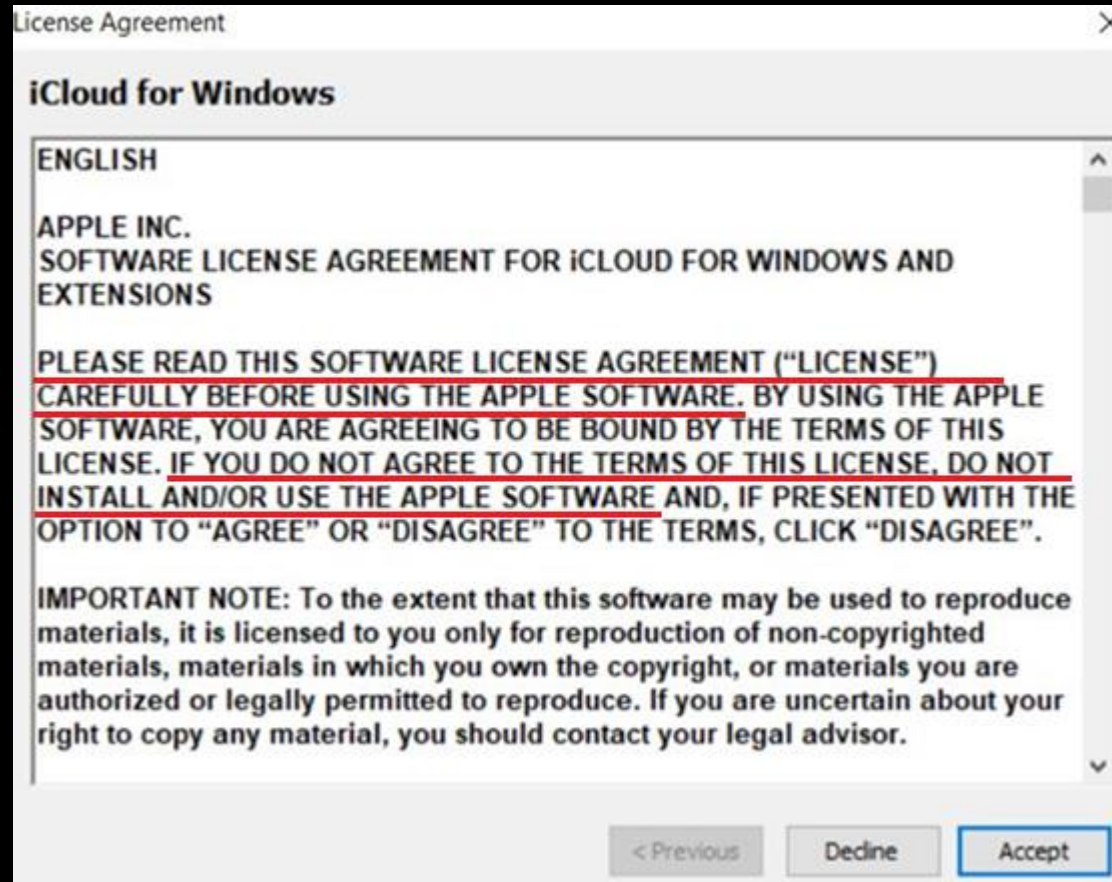 License Agreement
iCloud for Windows
ENGLISH
APPLE INC.
SOFTWARE LICENSE AGREEMENT FOR iCLOUD FOR WINDOWS AND
EXTENSIONS
PLEASE READ THIS SOFTWARE LICENSE AGREEMENT (“LICENSE”)
CAREFULLY BEFORE USING THE APPLE SOFTWARE. BY USING THE APPLE
SOFTWARE, YOU ARE AGREEING TO BE BOUND BY THE TERMS OF THIS
LICENSE. IF YOU DO NOT AGREE TO THE TERMS OF THIS LICENSE, DO NOT
INSTALL AND/OR USE THE APPLE SOFTWARE AND, IF PRESENTED WITH THE
OPTION TO “AGREE” OR “DISAGREE” TO THE TERMS, CLICK “DISAGREE”.
IMPORTANT NOTE: To the extent that this software may be used to reproduce
materials, it is licensed to you only for reproduction of non-copyrighted
materials, materials in which you own the copyright, or materials you are
authorized or legally permitted to reproduce. If you are uncertain about your
right to copy any material, you should contact your legal advisor.
< Previous Decline Accept